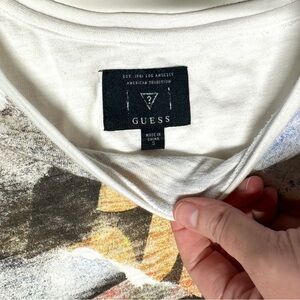 EST. 1981 LOS ANGELES
AMERICAN TRADITION
?
GUESS
MADE IN
CHINA
S